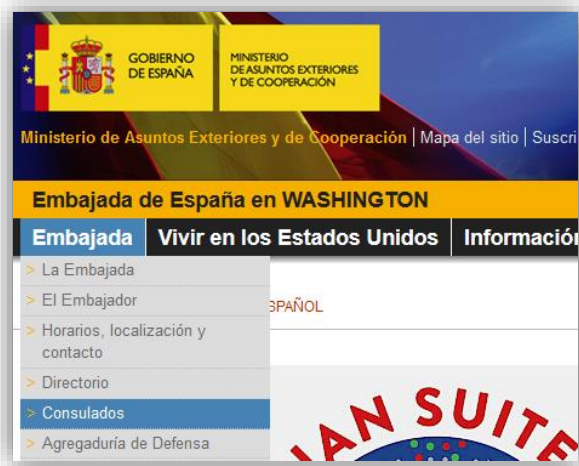 GOBIERNO
DE ESPAÑA
MINISTERIO
DE ASUNTOS EXTERIORES
Y DE COOPERACIÓN
Ministerio de Asuntos Exteriores y de Cooperación | Mapa del sitio | Suscri
Embajada de España en WASHINGTON
Embajada Vivir en los Estados Unidos Información
> La Embajada
> El Embajador
SPAÑOL
> Horarios, localización y
contacto
> Directorio
> Consulados
> Agregaduría de Defensa
AN SUITE